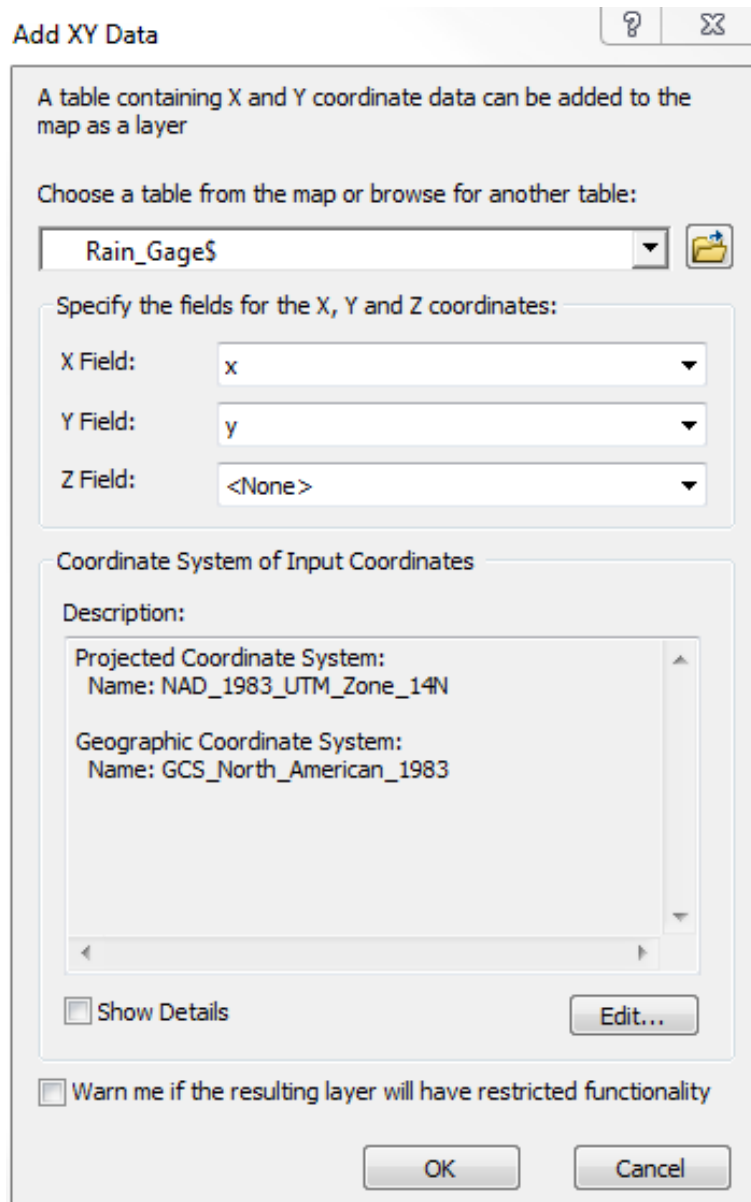 Add XY Data
A table containing X and Y coordinate data can be added to the
map as a layer
Choose a table from the map or browse for another table:
Rain_Gage$
Specify the fields for the X, Y and Z coordinates:
X Field: x
Y Field: y
Z Field: <None>
Coordinate System of Input Coordinates
Description:
Projected Coordinate System:
Name: NAD_1983_UTM_Zone_14N
Geographic Coordinate System:
Name: GCS_North_American_1983
Show Details Edit...
Warn me if the resulting layer will have restricted functionality
OK Cancel